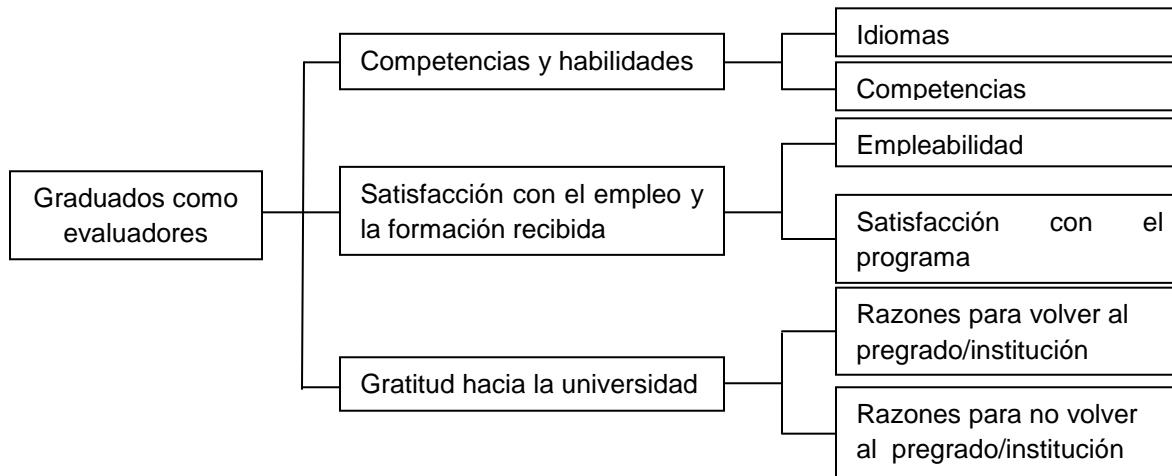 Graduados como
evaluadores
Competencias y habilidades
Idiomas
Competencias
Satisfacción con el empleo y
la formación recibida
Empleabilidad
Satisfacción con el
programa
Gratitud hacia la universidad
Razones para volver al
pregrado/institución
Razones para no volver
al pregrado/institución